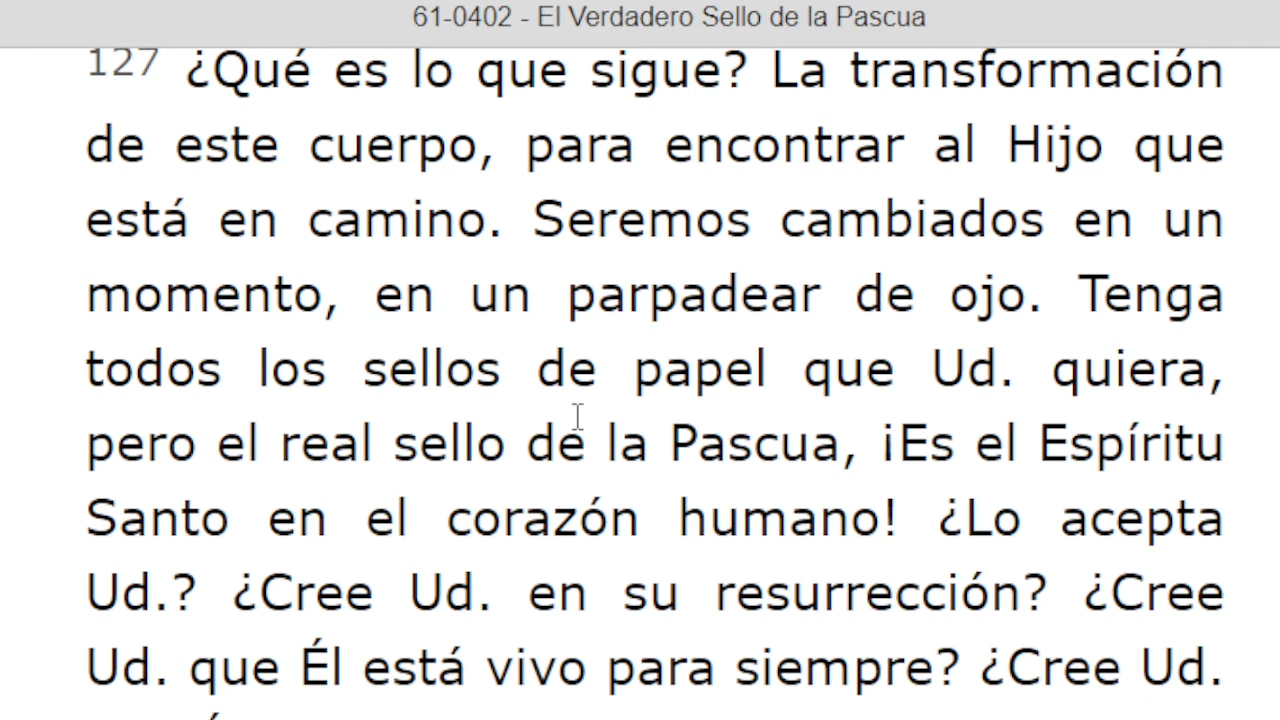 61-0402 - El Verdadero Sello de la Pascua
127 ¿Qué es lo que sigue? La transformación
de este cuerpo, para encontrar al Hijo que
está en camino. Seremos cambiados en un
momento, en un parpadear de ojo. Tenga
todos los sellos de papel que Ud. quiera,
pero el real sello de la Pascua, ¡Es el Espíritu
Santo en el corazón humano! ¿Lo acepta
Ud.? ¿Cree Ud. en su resurrección? ¿Cree
Ud. que Él está vivo para siempre? ¿Cree Ud.